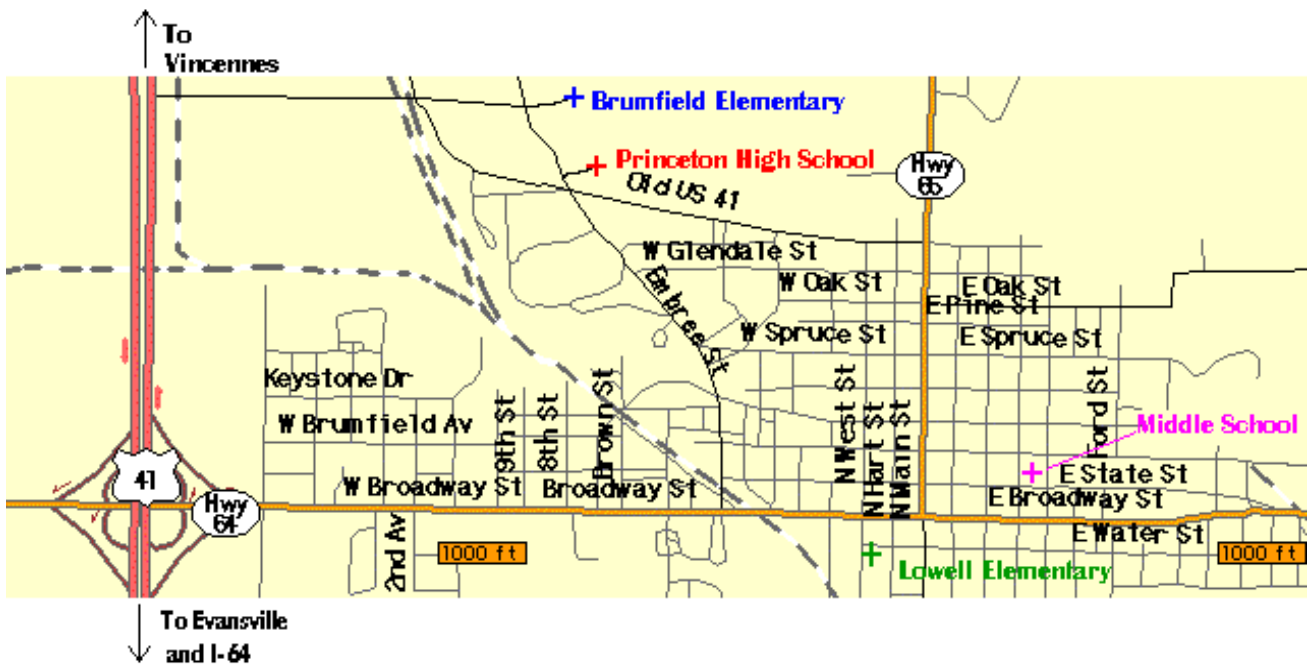 To
Vincennes
Brumfield Elementary
Princeton High School
Hwy
65
Old US 41
W Glendale St
W Oak St
E Oak St
E Pine St
Embree St
W Spruce St
E Spruce St
Keystone Dr
W Brumfield Av
9th St
8th St
Brown St
N West St
N Hart St
N Main St
Ford St
Middle School
E State St
41
W Broadway St
Broadway St
E Broadway St
Hwy
64
E Water St
2nd Av
1000 ft
1000 ft
Lowell Elementary
To Evansville
and I-64